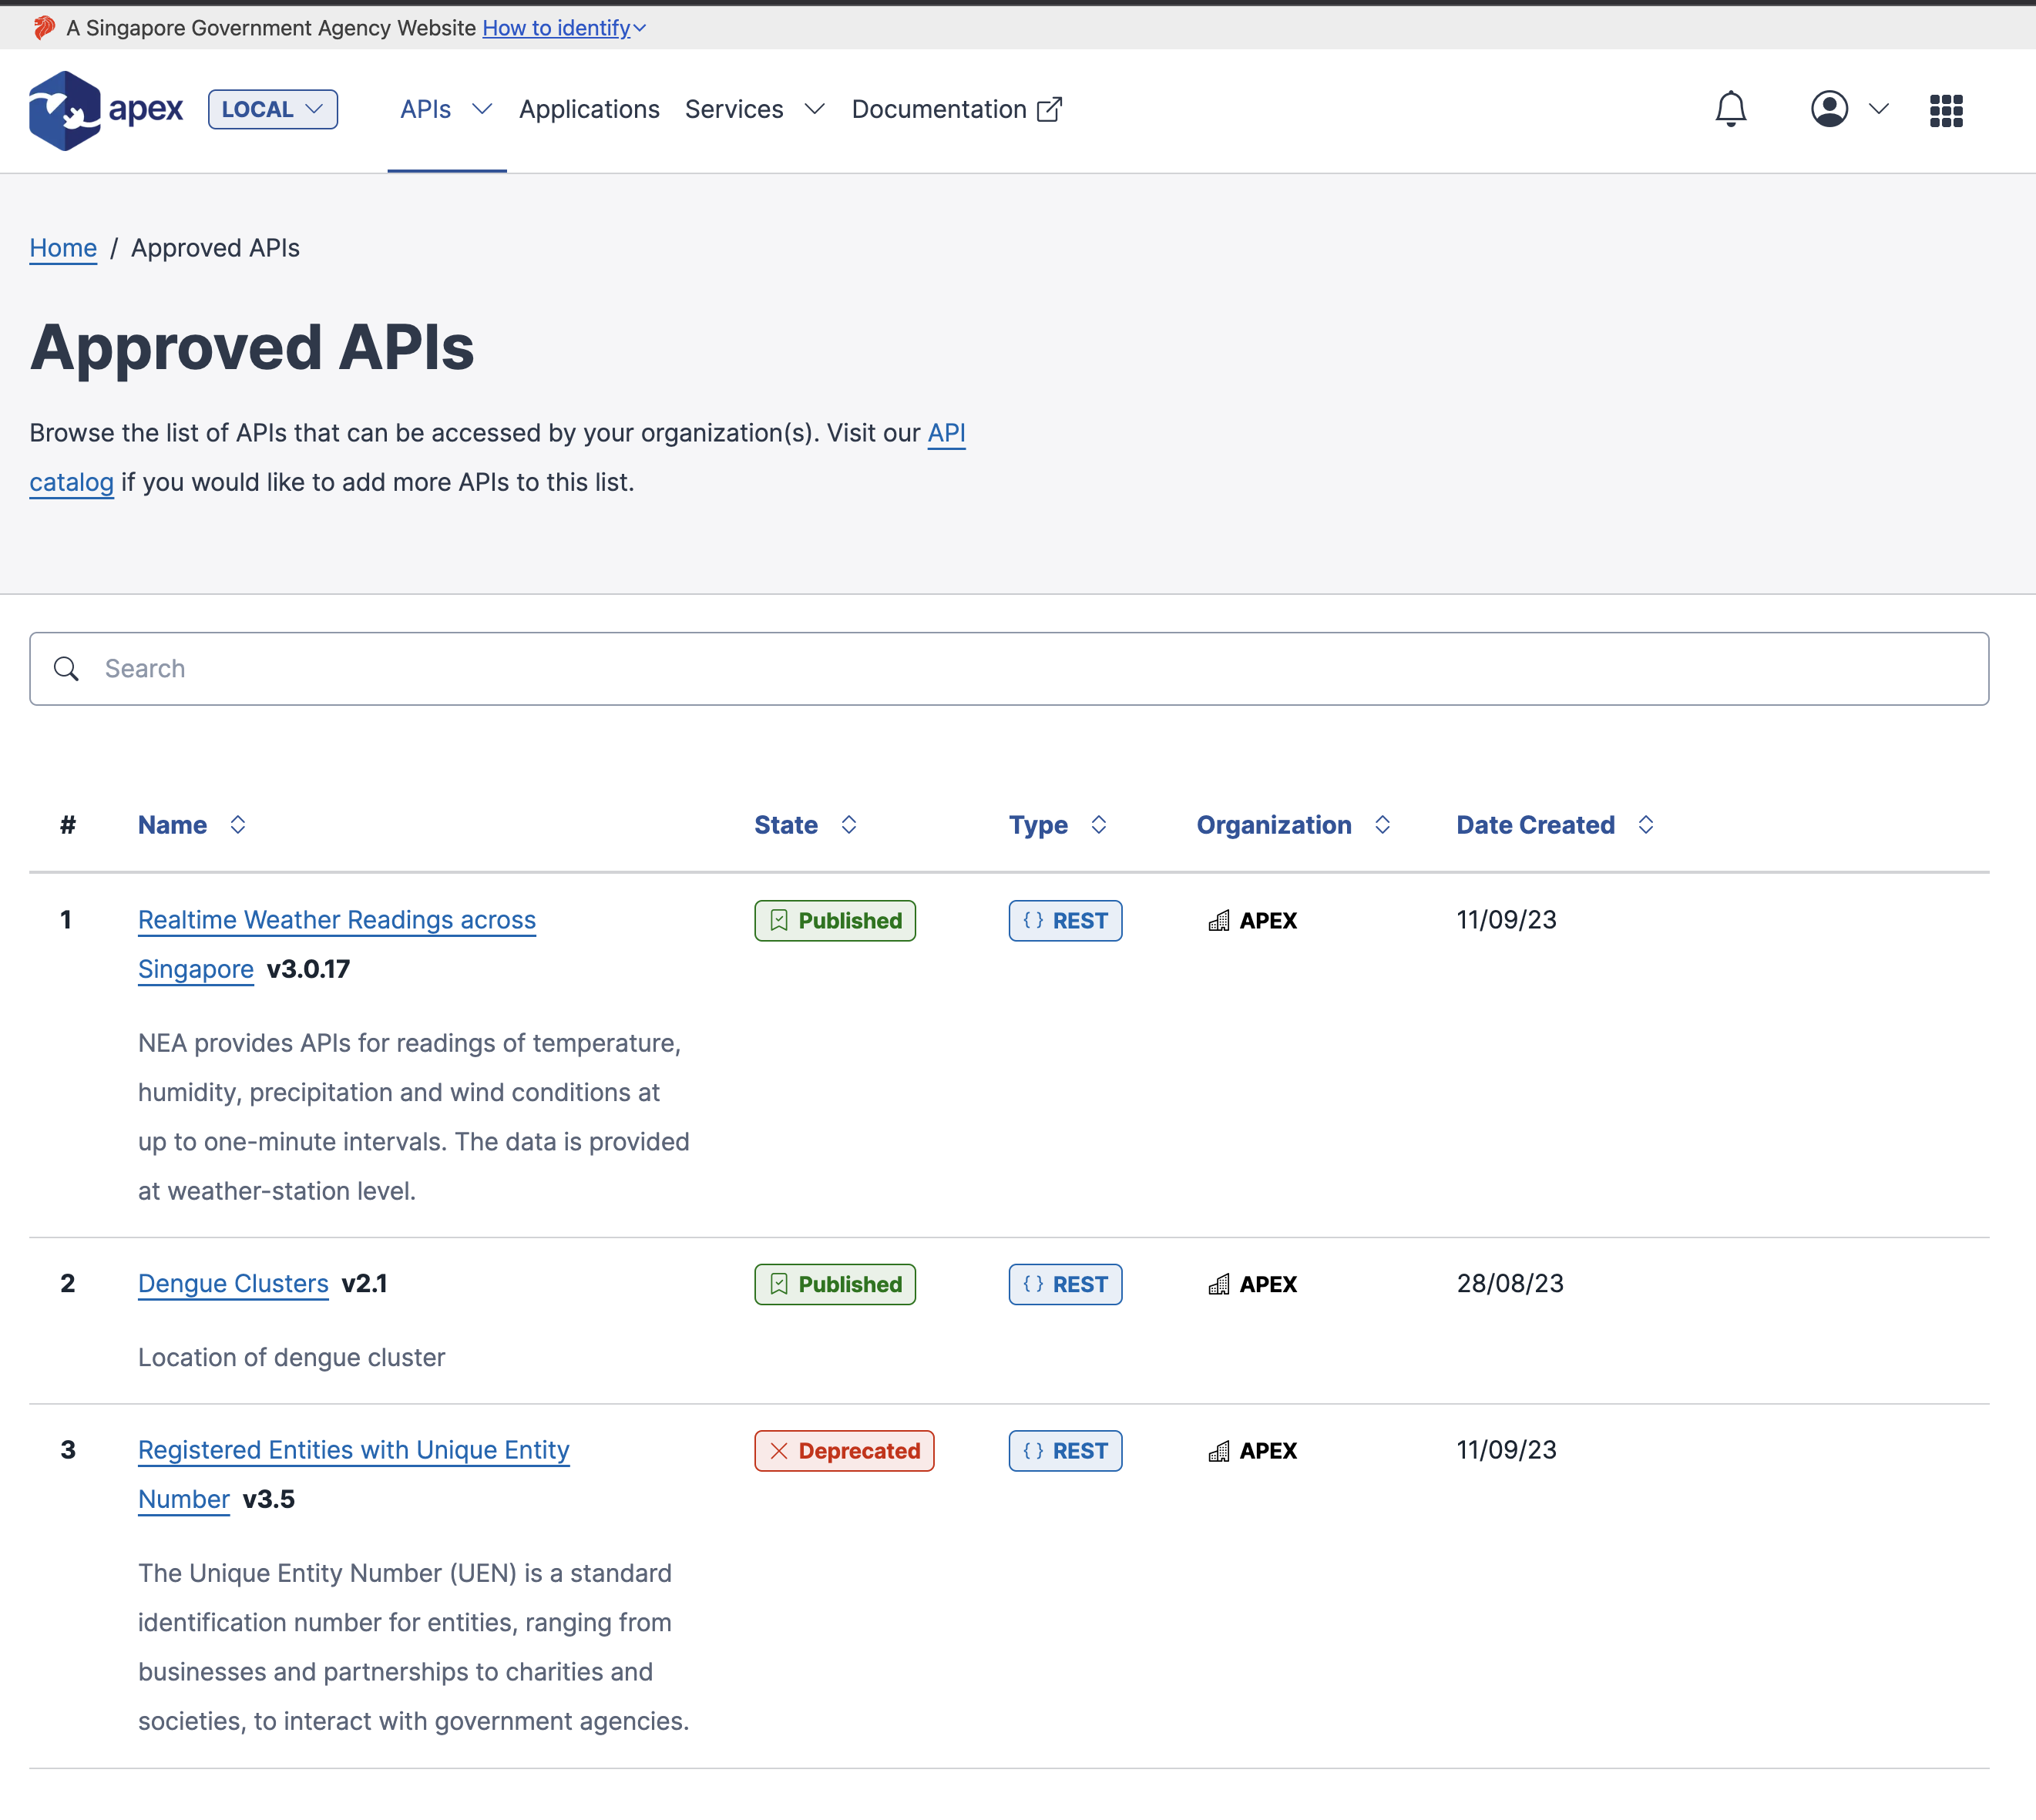 A Singapore Government Agency Website How to identify
apex LOCAL APIs Applications Services Documentation
Home / Approved APIs
Approved APIs
Browse the list of APIs that can be accessed by your organization(s). Visit our API
catalog if you would like to add more APIs to this list.
Search
# Name State Type Organization Date Created
1 Realtime Weather Readings across Published { } REST APEX 11/09/23
Singapore v3.0.17
NEA provides APIs for readings of temperature,
humidity, precipitation and wind conditions at
up to one-minute intervals. The data is provided
at weather-station level.
2 Dengue Clusters v2.1 Published { } REST APEX 28/08/23
Location of dengue cluster
3 Registered Entities with Unique Entity Deprecated { } REST APEX 11/09/23
Number v3.5
The Unique Entity Number (UEN) is a standard
identification number for entities, ranging from
businesses and partnerships to charities and
societies, to interact with government agencies.